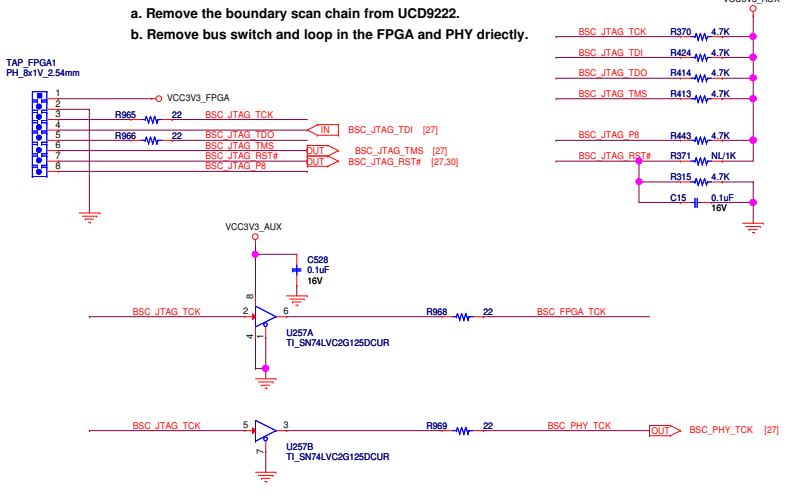 a. Remove the boundary scan chain from UCD9222.
b. Remove bus switch and loop in the FPGA and PHY driectly.
TAP_FPGA1
PH_8x1V_2.54mm
1
VCC3V3_FPGA
2
3 R965 22 BSC_JTAG_TCK
4 IN BSC_JTAG_TDI [27]
5 R966 22 BSC_JTAG_TDO
6 BSC_JTAG_TMS OUT BSC_JTAG_TMS [27]
7 BSC_JTAG_RST# OUT BSC_JTAG_RST# [27,30]
8 BSC_JTAG_P8
BSC_JTAG_TCK R370 4.7K
BSC_JTAG_TDI R424 4.7K
BSC_JTAG_TDO R414 4.7K
BSC_JTAG_TMS R413 4.7K
BSC_JTAG_P8 R443 4.7K
BSC_JTAG_RST# R371 NL/1K
R315 4.7K
C15 0.1uF
16V
VCC3V3_AUX
C528
0.1uF
16V
8
BSC_JTAG_TCK 2 6 R968 22 BSC_FPGA_TCK
4 1
U257A
TI_SN74LVC2G125DCUR
BSC_JTAG_TCK 5 3 R969 22 BSC_PHY_TCK OUT BSC_PHY_TCK [27]
7
U257B
TI_SN74LVC2G125DCUR